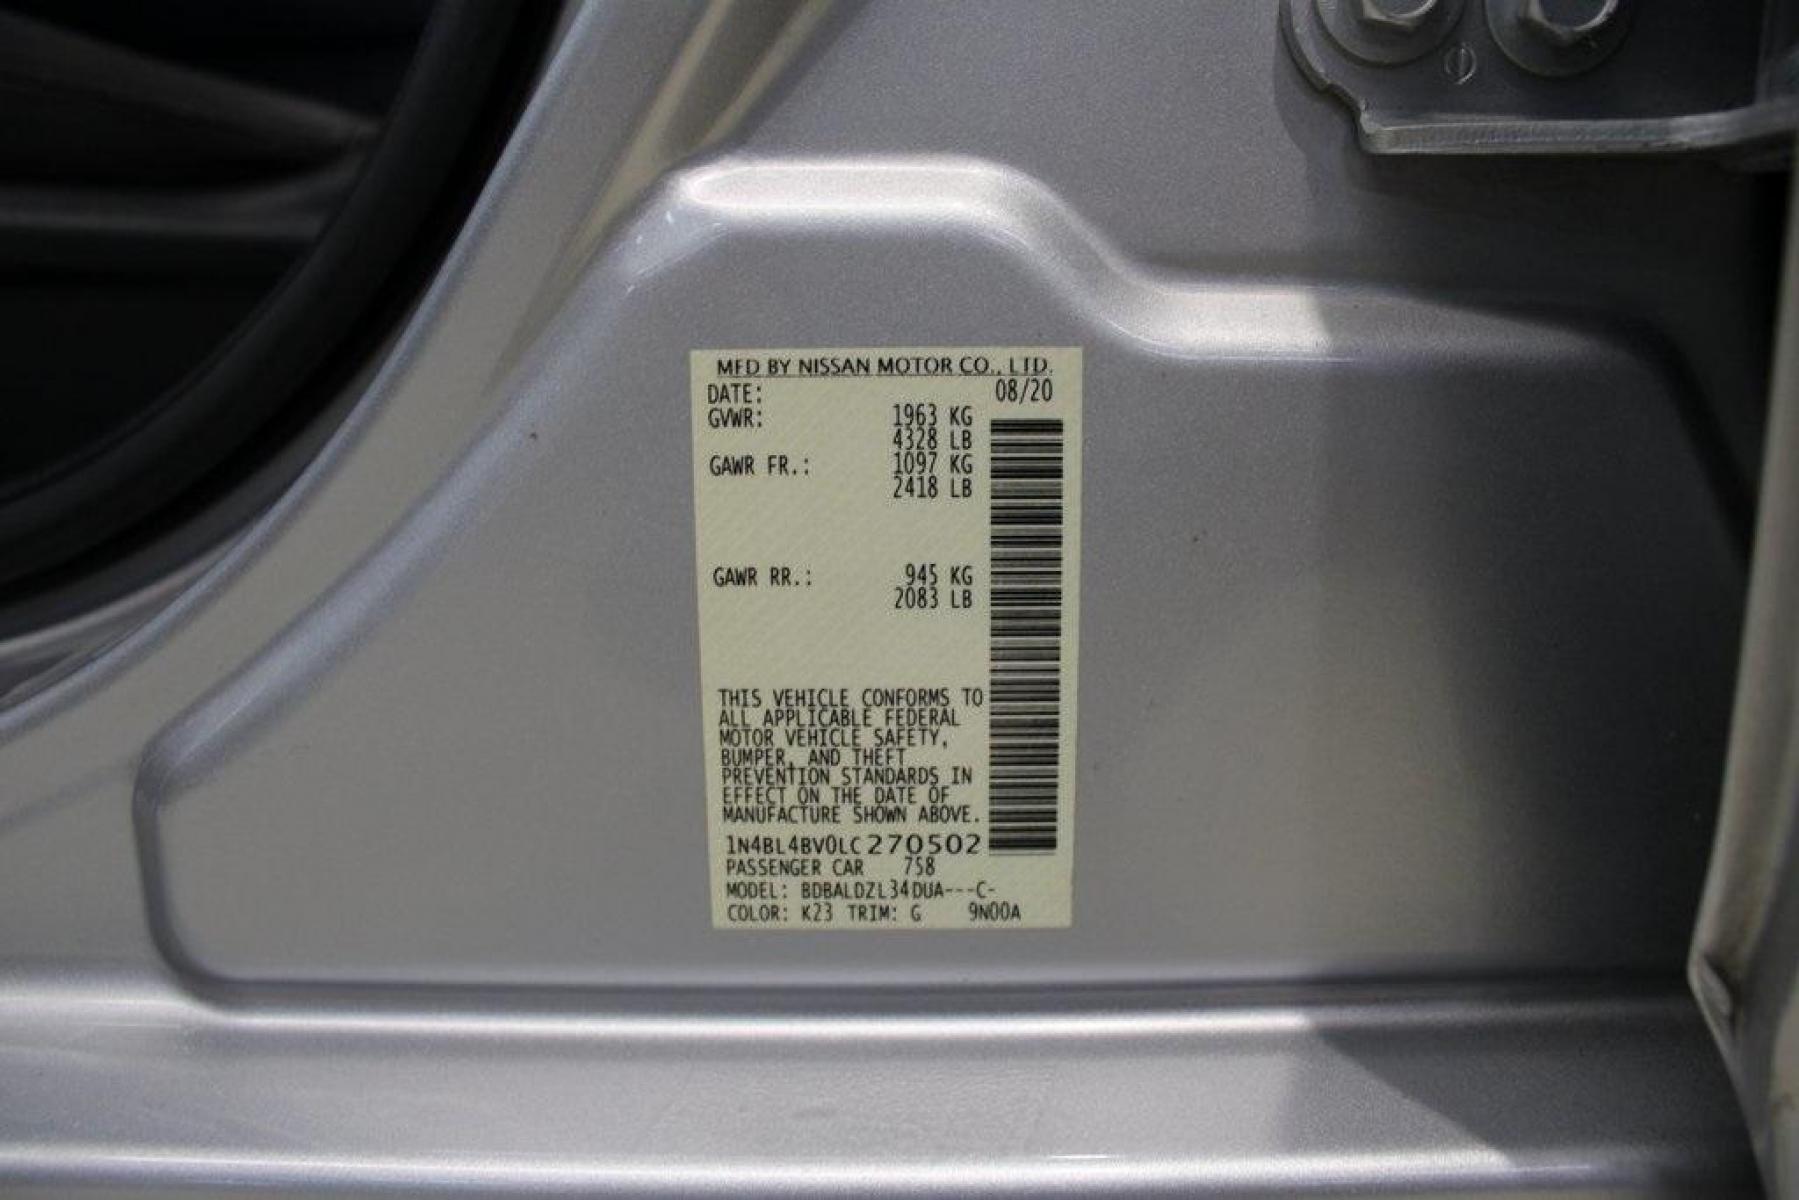 MFD BY NISSAN MOTOR CO., LTD.
DATE: 08/20
GVWR: 1963 KG
4328 LB
GAWR FR.: 1097 KG
2418 LB
GAWR RR.: 945 KG
2083 LB
THIS VEHICLE CONFORMS TO
ALL APPLICABLE FEDERAL
MOTOR VEHICLE SAFETY,
BUMPER, AND THEFT
PREVENTION STANDARDS IN
EFFECT ON THE DATE OF
MANUFACTURE SHOWN ABOVE.
1N4BL4BV0LC270502
PASSENGER CAR 758
MODEL: BDBALDZL34DUA---C-
COLOR: K23 TRIM: G 9N00A